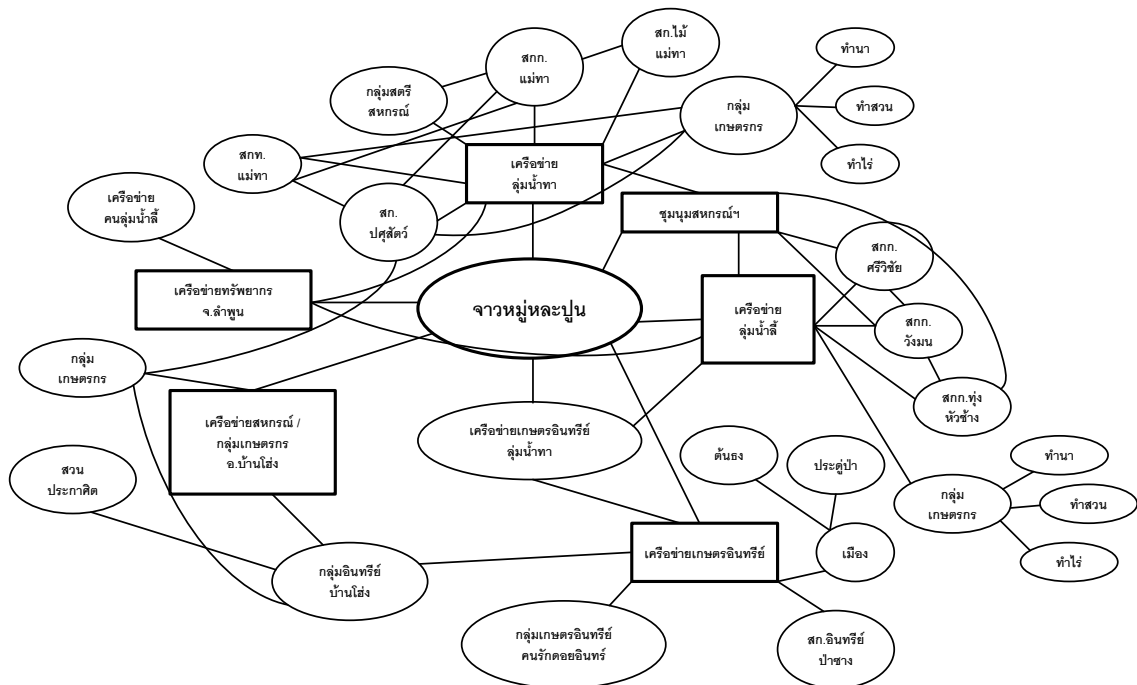 สกก.
แม่ทา
สก.ไม้
แม่ทา
ทำนา
กลุ่มสตรี
สหกรณ์
กลุ่ม
เกษตรกร
ทำสวน
สกท.
แม่ทา
เครือข่าย
ลุ่มน้ำทา
ทำไร่
เครือข่าย
คนลุ่มน้ำลี้
สก.
ปศุสัตว์
ชุมนุมสหกรณ์ฯ
สกก.
ศรีวิชัย
เครือข่ายทรัพยากร
จ.ลำพูน
จาวหมู่หละปูน
เครือข่าย
ลุ่มน้ำลี้
สกก.
วังมน
กลุ่ม
เกษตรกร
สกก.ทุ่ง
หัวช้าง
เครือข่ายสหกรณ์ /
กลุ่มเกษตรกร
อ.บ้านโฮ่ง
เครือข่ายเกษตรอินทรีย์
ลุ่มน้ำทา
ต้นธง
ประตูป่า
ทำนา
สวน
ประกาศิต
กลุ่ม
เกษตรกร
ทำสวน
เครือข่ายเกษตรอินทรีย์
เมือง
ทำไร่
กลุ่มอินทรีย์
บ้านโฮ่ง
กลุ่มเกษตรอินทรีย์
คนรักดอยอินทร์
สก.อินทรีย์
ป่าซาง